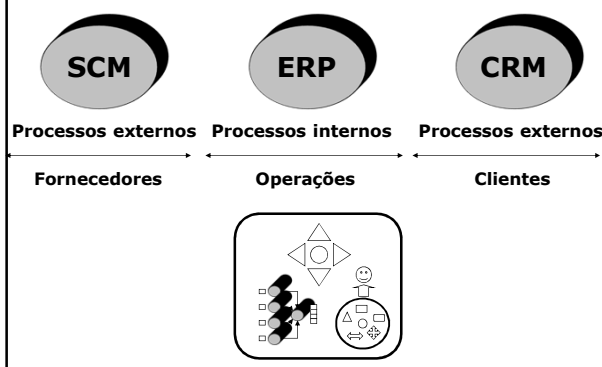 SCM ERP CRM
Processos externos Processos internos Processos externos
Fornecedores Operações Clientes